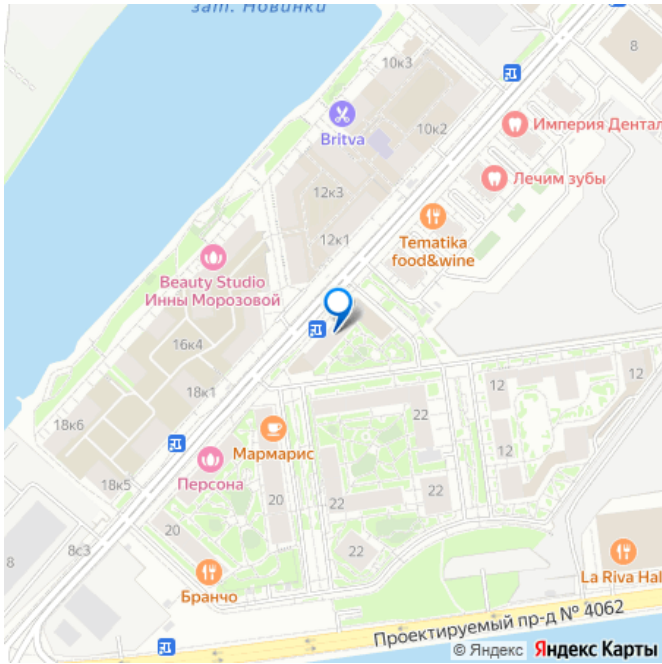 зат. Новинки
10к3
8
Britva
10к2
Империя Дентал
Лечим зубы
12к3
Tematika
food&wine
12к1
Beauty Studio
Инны Морозовой
16к4
18к1
12
12
18к6
22
22
Мармарис
12
Персона
18к5
20
22
22
20
22
8с3
8
Бранчо
La Riva Hal
Проектируемый пр-д № 4062
© Яндекс Яндекс Карты